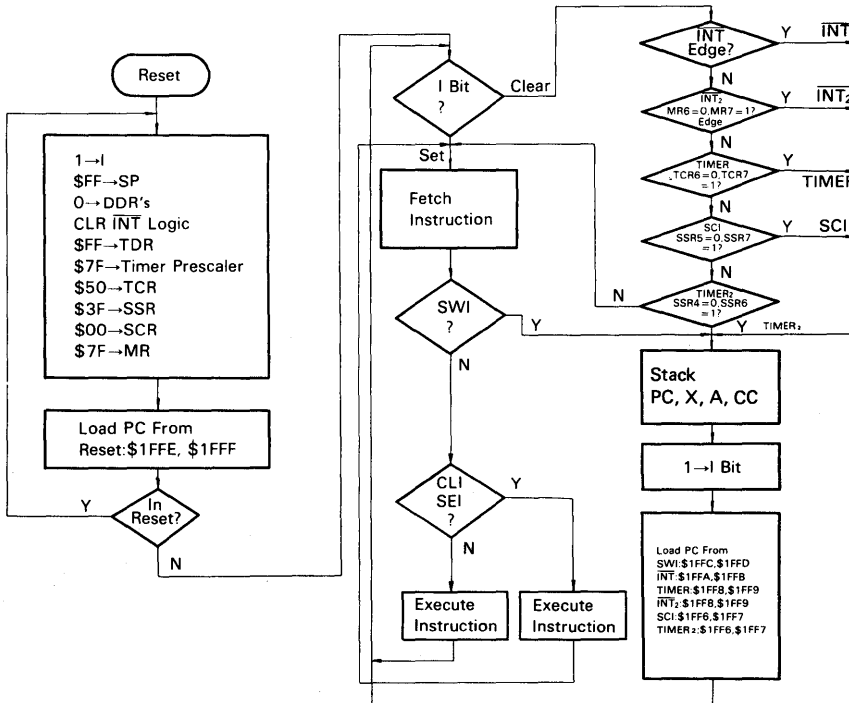 Reset
1→I
$FF→SP
0→DDR's
CLR INT Logic
$FF→TDR
$7F→Timer Prescaler
$50→TCR
$3F→SSR
$00→SCR
$7F→MR
Load PC From
Reset:$1FFE, $1FFF
In
Reset?
Y
N
I Bit
?
Clear
Set
Fetch
Instruction
SWI
?
Y
N
CLI
SEI
?
Y
N
Execute
Instruction
Execute
Instruction
INT
Edge?
Y
INT
N
INT₂
MR6=0,MR7=1?
Edge
Y
INT₂
N
TIMER
TCR6=0,TCR7
=1?
Y
TIMER
N
SCI
SSR5=0,SSR7
=1?
Y
SCI
N
TIMER₂
SSR4=0,SSR6
=1?
N
Y TIMER₂
Stack
PC, X, A, CC
1→I Bit
Load PC From
SWI:$1FFC,$1FFD
INT:$1FFA,$1FFB
TIMER:$1FF8,$1FF9
INT₂:$1FF8,$1FF9
SCI:$1FF6,$1FF7
TIMER₂:$1FF6,$1FF7